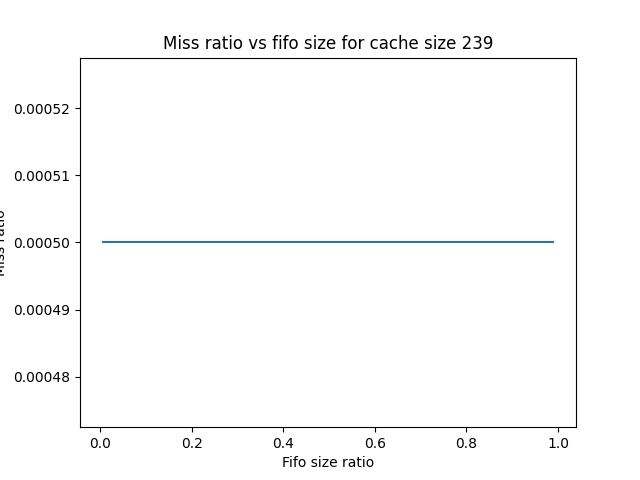 Miss ratio vs fifo size for cache size 239
0.00052
0.00051
0.00050
0.00049
0.00048
Miss ratio
0.0 0.2 0.4 0.6 0.8 1.0
Fifo size ratio